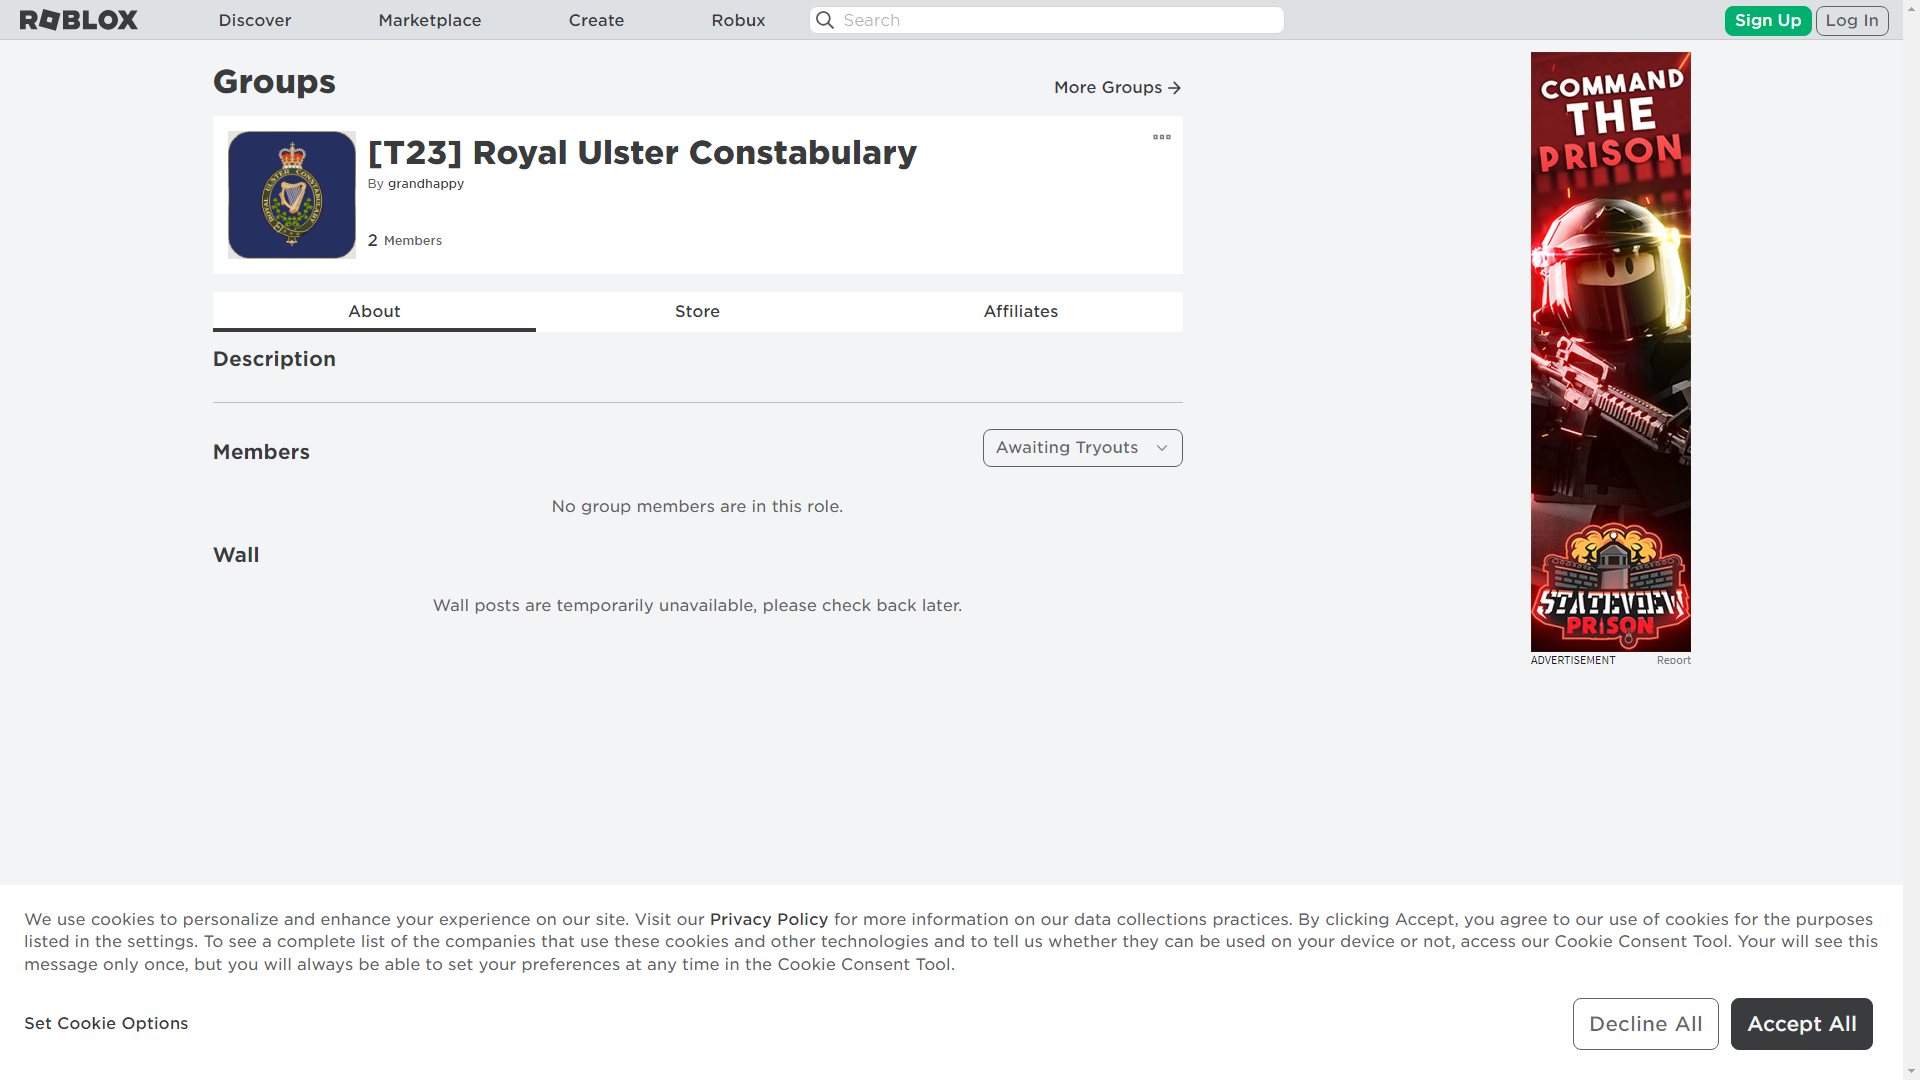 ROBLOX
Discover
Marketplace
Create
Robux
Search
Sign Up
Log In
Groups
More Groups
[T23] Royal Ulster Constabulary
By grandhappy
2 Members
ROYAL ULSTER CONSTABULARY
About
Store
Affiliates
Description
Members
Awaiting Tryouts
No group members are in this role.
Wall
Wall posts are temporarily unavailable, please check back later.
COMMAND
THE
PRISON
STATEVIEW
PRISON
ADVERTISEMENT
Report
We use cookies to personalize and enhance your experience on our site. Visit our Privacy Policy for more information on our data collections practices. By clicking Accept, you agree to our use of cookies for the purposes
listed in the settings. To see a complete list of the companies that use these cookies and other technologies and to tell us whether they can be used on your device or not, access our Cookie Consent Tool. Your will see this
message only once, but you will always be able to set your preferences at any time in the Cookie Consent Tool.
Set Cookie Options
Decline All
Accept All